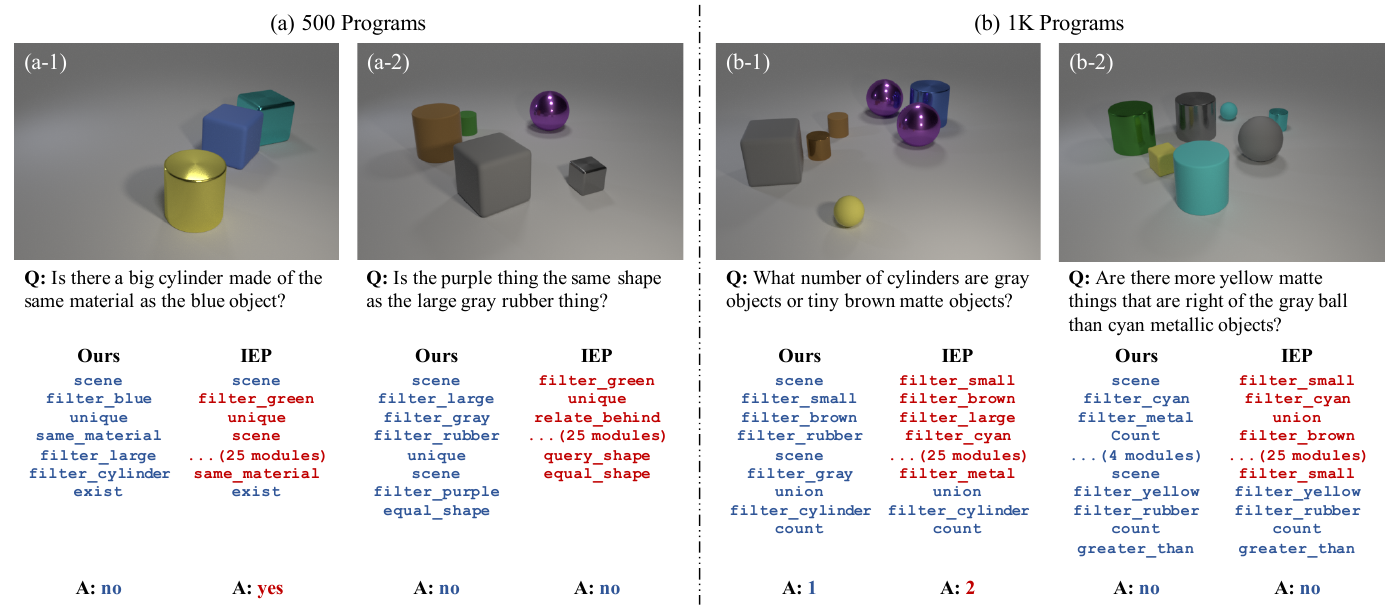 (a) 500 Programs
(b) 1K Programs
(a-1)
(a-2)
(b-1)
(b-2)
Q: Is there a big cylinder made of the
same material as the blue object?
Q: Is the purple thing the same shape
as the large gray rubber thing?
Q: What number of cylinders are gray
objects or tiny brown matte objects?
Q: Are there more yellow matte
things that are right of the gray ball
than cyan metallic objects?
Ours
scene
filter_blue
unique
same_material
filter_large
filter_cylinder
exist
A: no
IEP
scene
filter_green
unique
scene
...(25 modules)
same_material
exist
A: yes
Ours
scene
filter_large
filter_gray
filter_rubber
unique
scene
filter_purple
equal_shape
A: no
IEP
filter_green
unique
relate_behind
...(25 modules)
query_shape
equal_shape
A: no
Ours
scene
filter_small
filter_brown
filter_rubber
scene
filter_gray
union
filter_cylinder
count
A: 1
IEP
filter_small
filter_brown
filter_large
filter_cyan
...(25 modules)
filter_metal
union
filter_cylinder
count
A: 2
Ours
scene
filter_cyan
filter_metal
Count
...(4 modules)
scene
filter_yellow
filter_rubber
count
greater_than
A: no
IEP
filter_small
filter_cyan
union
filter_brown
...(25 modules)
filter_small
filter_yellow
filter_rubber
count
greater_than
A: no